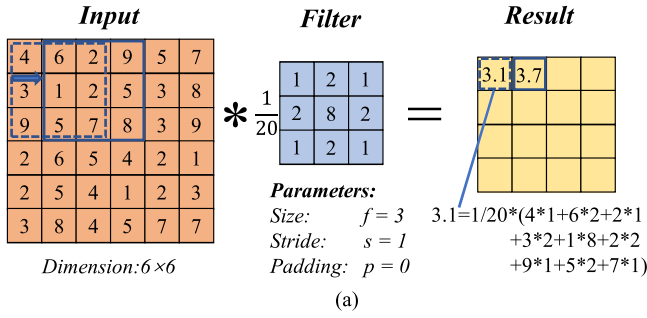 Input Filter Result
4 6 2 9 5 7
3 1 2 5 3 8
9 5 7 8 3 9
2 6 5 4 2 1
2 5 4 1 2 3
3 8 4 5 7 7
Dimension:6×6
* 1/20
1 2 1
2 8 2
1 2 1
Parameters:
Size: f = 3
Stride: s = 1
Padding: p = 0
=
3.1 3.7
3.1=1/20*(4*1+6*2+2*1
+3*2+1*8+2*2
+9*1+5*2+7*1)
(a)